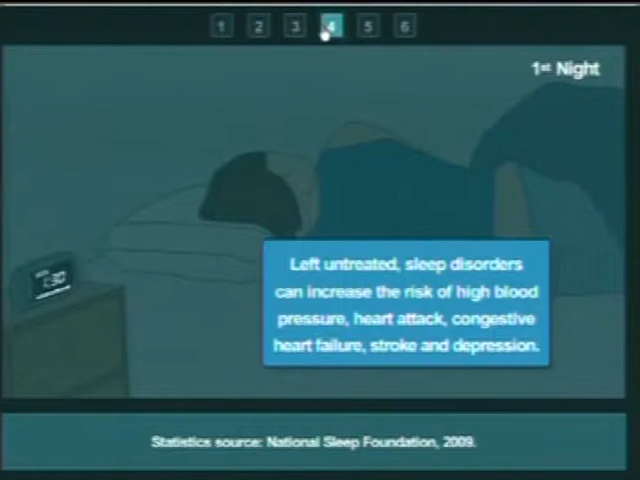 1 2 3 4 5 6
1st Night
Left untreated, sleep disorders
can increase the risk of high blood
pressure, heart attack, congestive
heart failure, stroke and depression.
Statistics source: National Sleep Foundation, 2009.